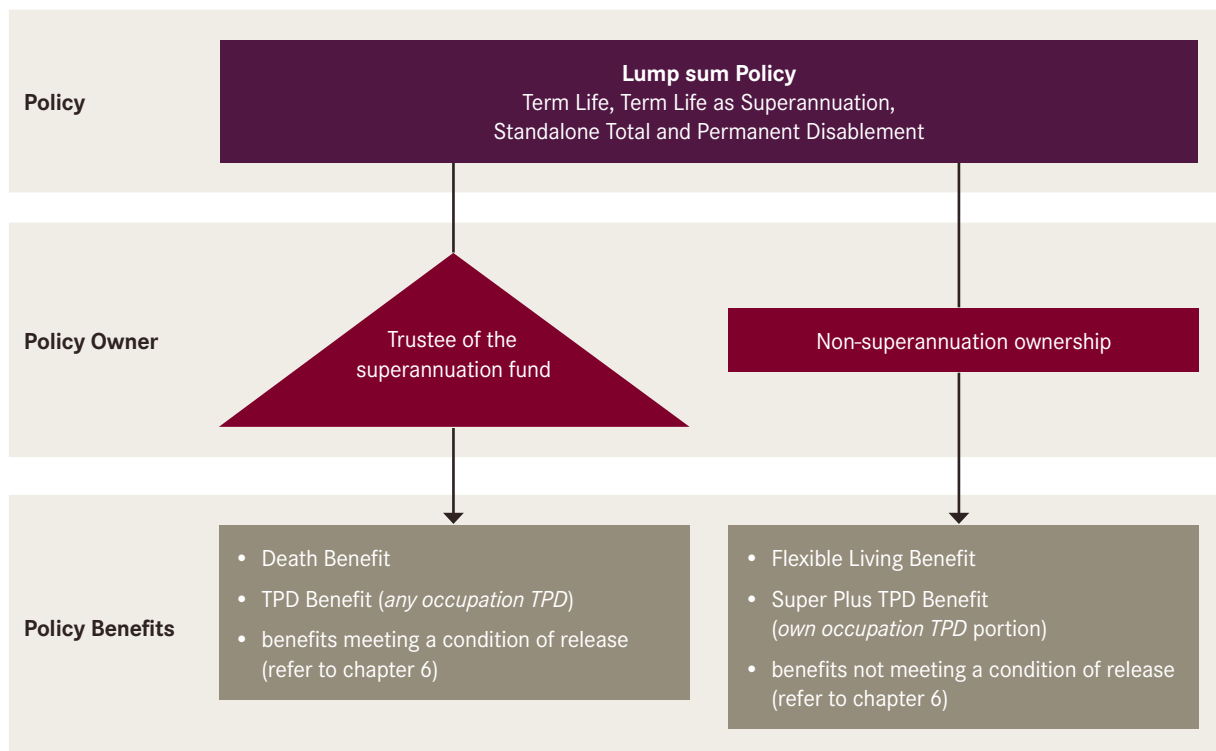 Policy
Lump sum Policy
Term Life, Term Life as Superannuation,
Standalone Total and Permanent Disablement
Policy Owner
Trustee of the
superannuation fund
Non-superannuation ownership
Policy Benefits
• Death Benefit
• TPD Benefit (any occupation TPD)
• benefits meeting a condition of release
(refer to chapter 6)
• Flexible Living Benefit
• Super Plus TPD Benefit
(own occupation TPD portion)
• benefits not meeting a condition of release
(refer to chapter 6)